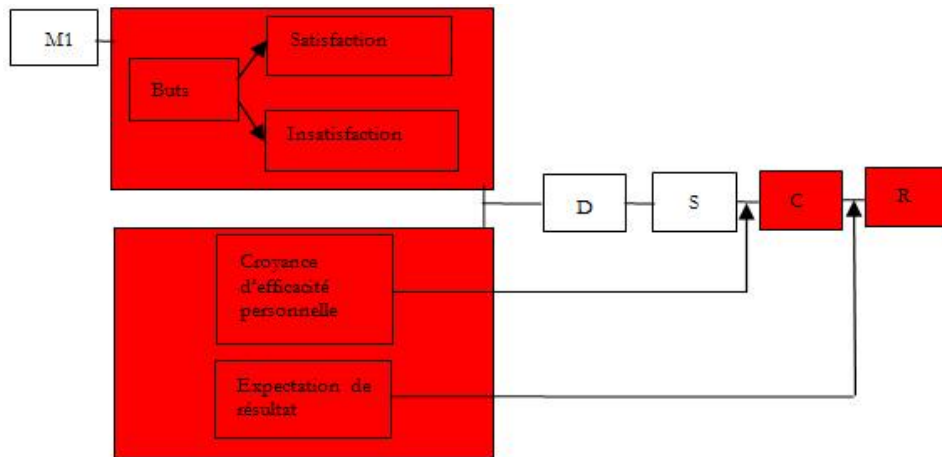 M1
Satisfaction
Buts
Insatisfaction
D
S
C
R
Croyance
d'efficacité
personnelle
Expectation de
résultat